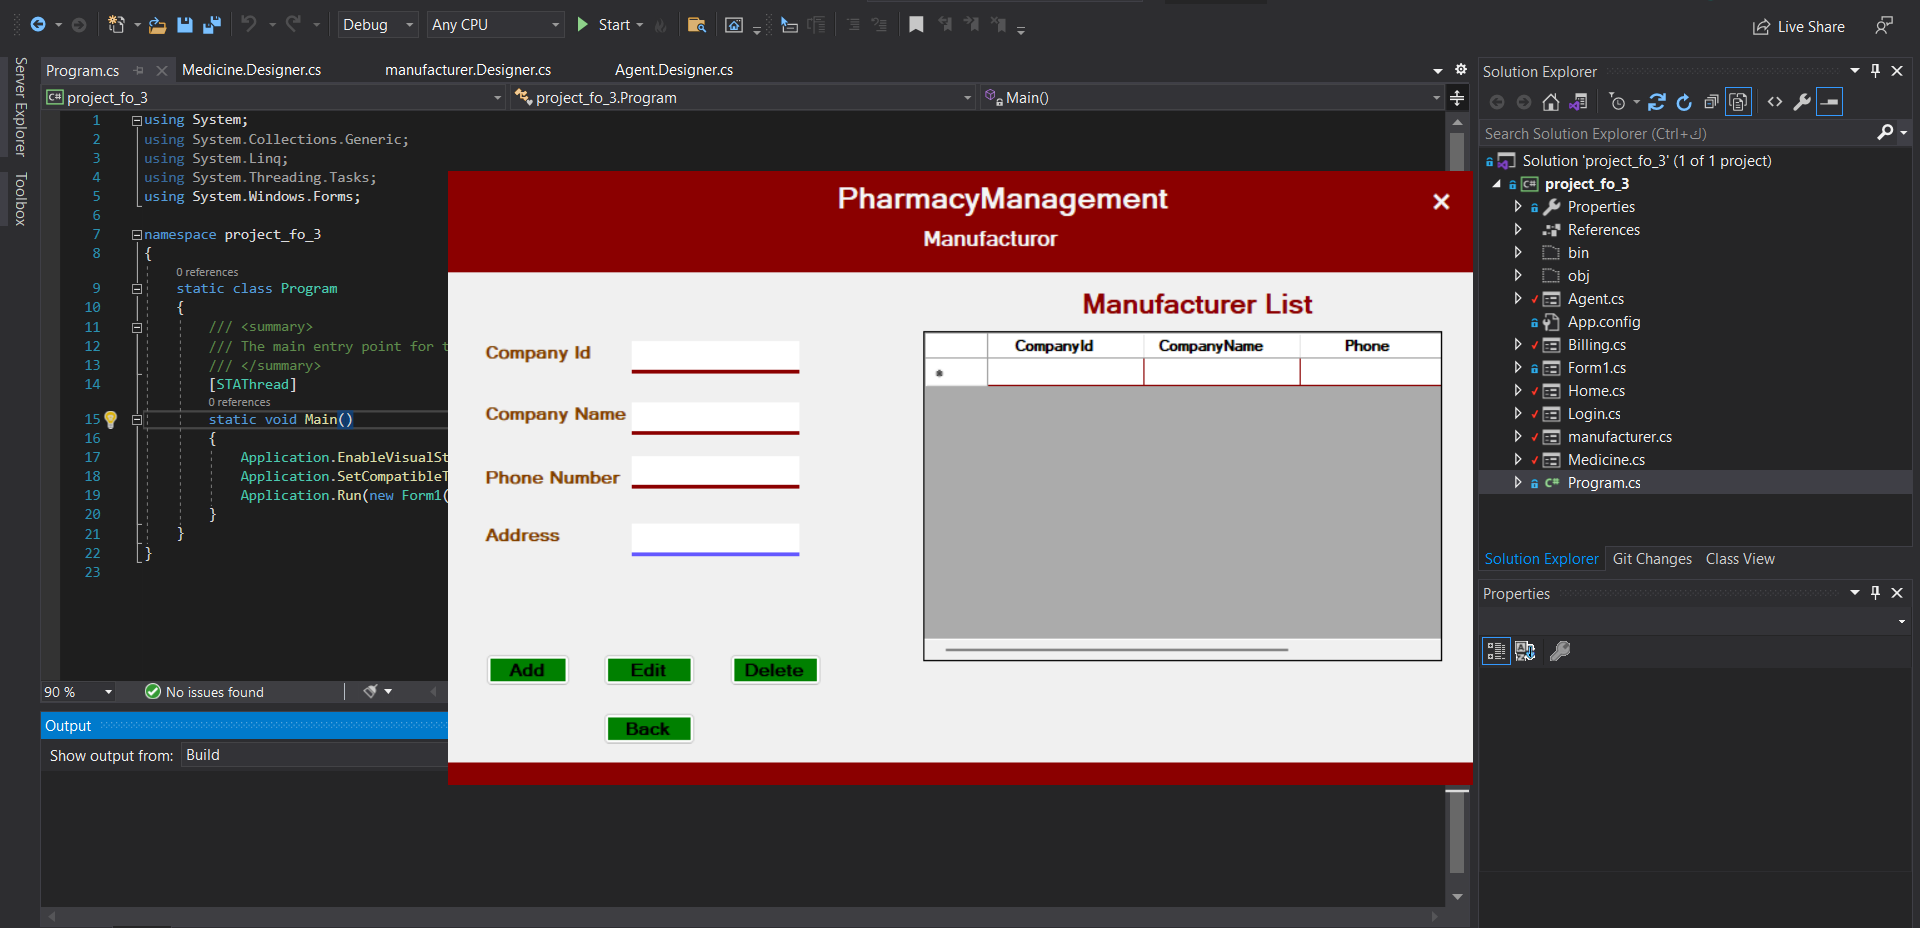 Debug
Any CPU
Start
Live Share
Server Explorer
Toolbox
Program.cs
Medicine.Designer.cs
manufacturer.Designer.cs
Agent.Designer.cs
C# project_fo_3
project_fo_3.Program
Main()
1 using System;
2 using System.Collections.Generic;
3 using System.Linq;
4 using System.Threading.Tasks;
5 using System.Windows.Forms;
6
7 namespace project_fo_3
8 {
0 references
9 static class Program
10 {
11 /// <summary>
12 /// The main entry point for t
13 /// </summary>
14 [STAThread]
0 references
15 static void Main()
16 {
17 Application.EnableVisualSt
18 Application.SetCompatibleT
19 Application.Run(new Form1(
20 }
21 }
22 }
23
90 %
No issues found
Output
Show output from: Build
PharmacyManagement
×
Manufacturor
Manufacturer List
Company Id
Company Name
Phone Number
Address
CompanyId CompanyName Phone
Add Edit Delete
Back
Solution Explorer
Search Solution Explorer (Ctrl+ك)
Solution 'project_fo_3' (1 of 1 project)
C# project_fo_3
Properties
References
bin
obj
Agent.cs
App.config
Billing.cs
Form1.cs
Home.cs
Login.cs
manufacturer.cs
Medicine.cs
C# Program.cs
Solution Explorer Git Changes Class View
Properties